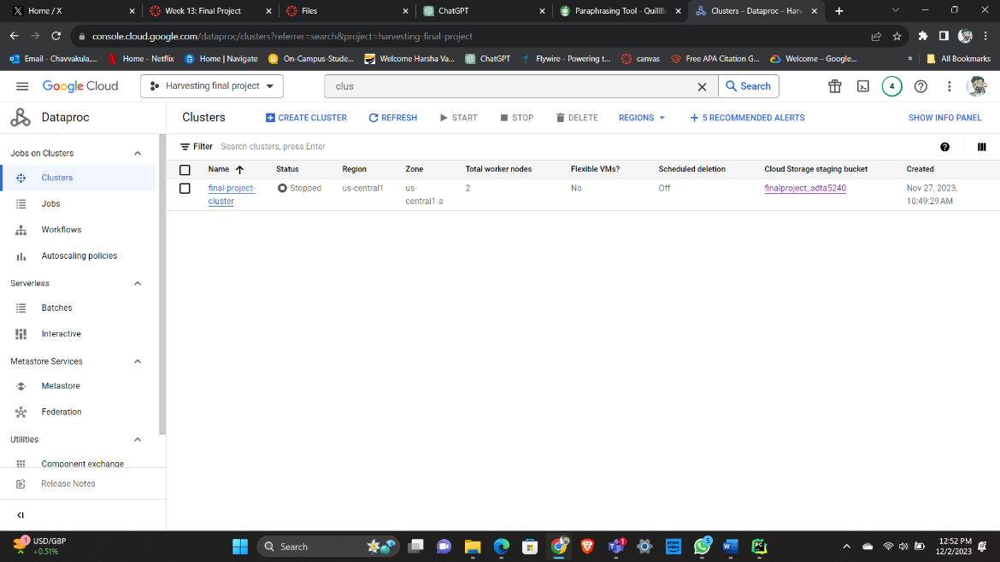 Home / X
Week 13: Final Project
Files
ChatGPT
Paraphrasing Tool - QuillB
Clusters – Dataproc – Harv
console.cloud.google.com/dataproc/clusters?referrer=search&project=harvesting-final-project
Email - Chavvakula,...
Home - Netflix
Home | Navigate
On-Campus-Stude...
Welcome Harsha Va...
ChatGPT
Flywire - Powering t...
canvas
Free APA Citation G...
Welcome – Google...
»
All Bookmarks
Google Cloud
Harvesting final project
clus
Search
4
Dataproc
Clusters
CREATE CLUSTER
REFRESH
START
STOP
DELETE
REGIONS
5 RECOMMENDED ALERTS
SHOW INFO PANEL
Jobs on Clusters
Clusters
Jobs
Workflows
Autoscaling policies
Serverless
Batches
Interactive
Metastore Services
Metastore
Federation
Utilities
Component exchange
Release Notes
Filter Search clusters, press Enter
Name Status Region Zone Total worker nodes Flexible VMs? Scheduled deletion Cloud Storage staging bucket Created
final-project- Stopped us-central1 us- 2 No Off finalproject_adta5240 Nov 27, 2023,
cluster central1-a 10:49:29 AM
1
USD/GBP
+0.51%
Search
1
5
W
PC
prime video
12:52 PM
12/2/2023